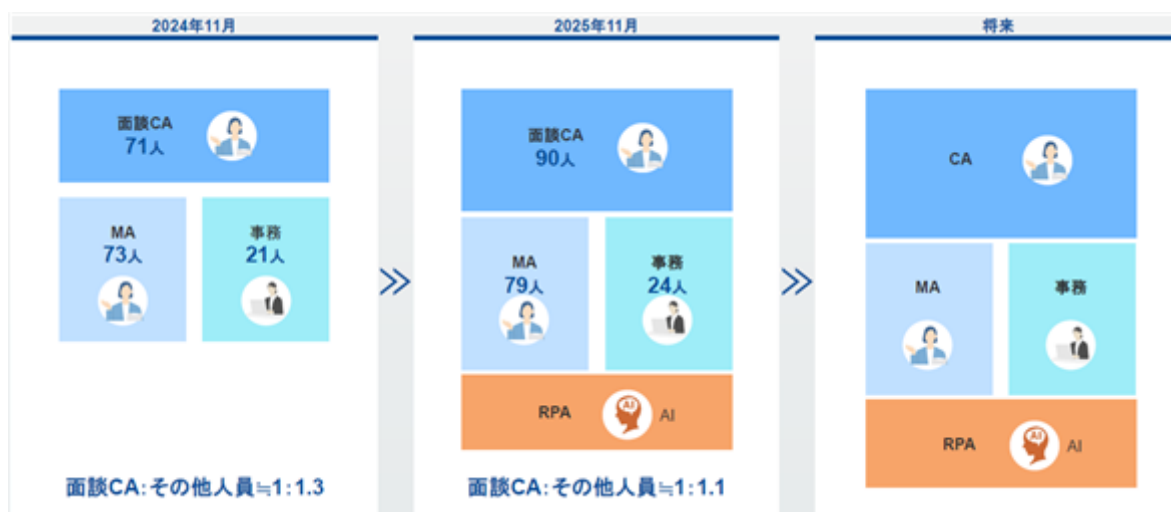 2024年11月
面談CA
71人
MA
73人
事務
21人
面談CA:その他人員≒1:1.3
2025年11月
面談CA
90人
MA
79人
事務
24人
RPA
AI
AI
面談CA:その他人員≒1:1.1
将来
CA
MA
事務
RPA
AI
AI